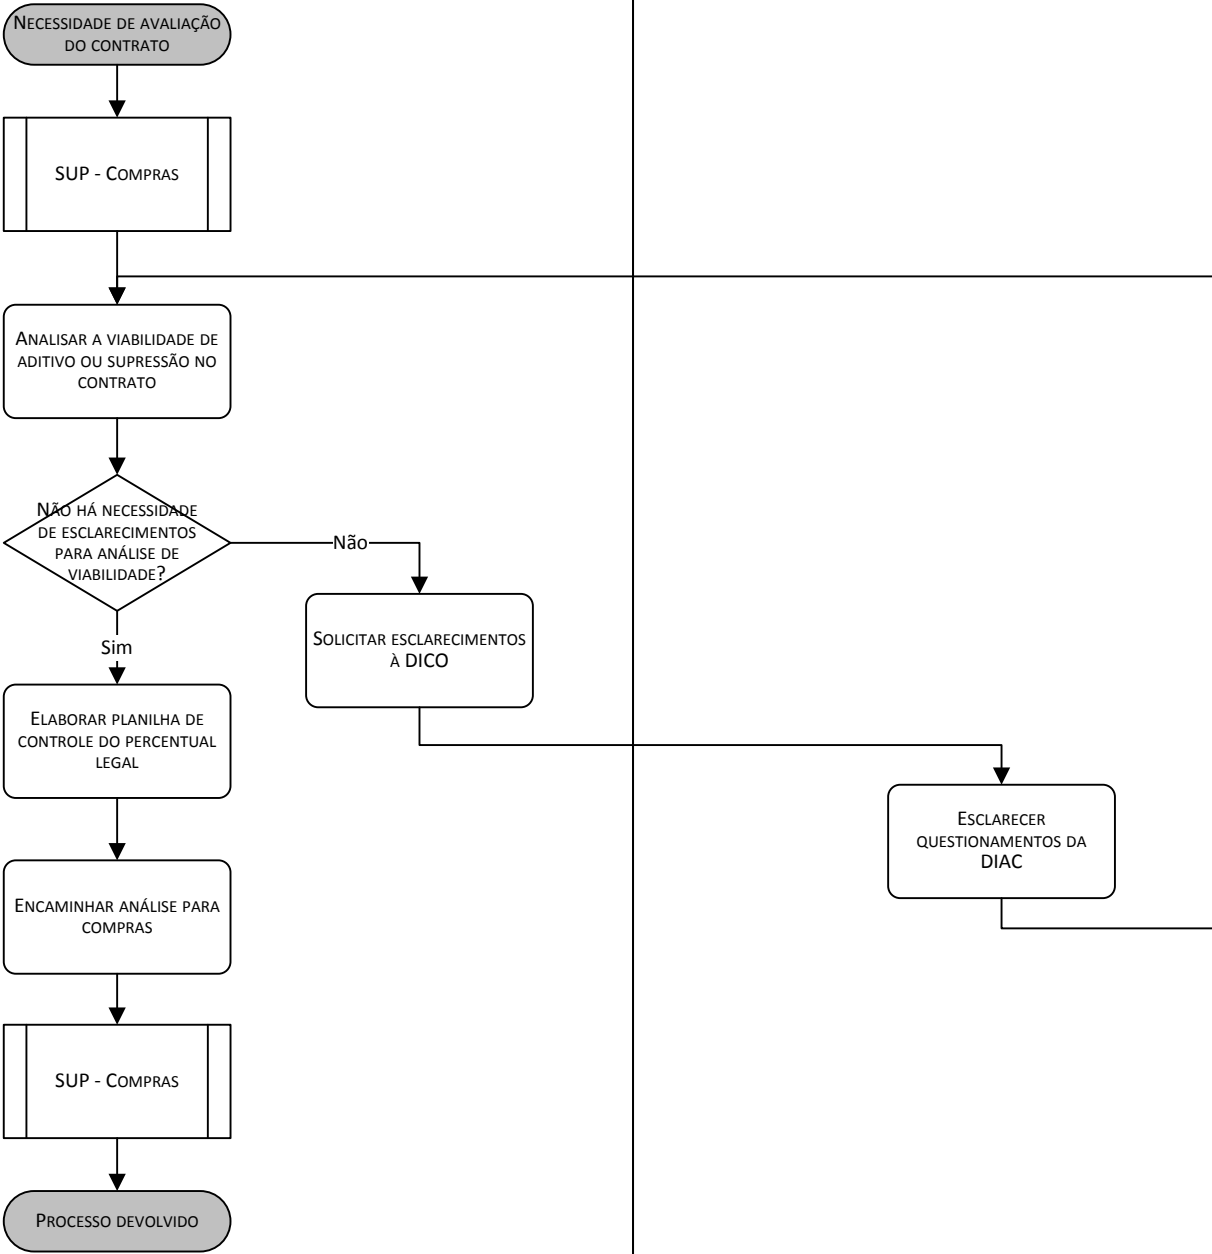 NECESSIDADE DE AVALIAÇÃO
DO CONTRATO
SUP - COMPRAS
ANALISAR A VIABILIDADE DE
ADITIVO OU SUPRESSÃO NO
CONTRATO
NÃO HÁ NECESSIDADE
DE ESCLARECIMENTOS
PARA ANÁLISE DE
VIABILIDADE?
Não
Sim
SOLICITAR ESCLARECIMENTOS
À DICO
ELABORAR PLANILHA DE
CONTROLE DO PERCENTUAL
LEGAL
ESCLARECER
QUESTIONAMENTOS DA
DIAC
ENCAMINHAR ANÁLISE PARA
COMPRAS
SUP - COMPRAS
PROCESSO DEVOLVIDO